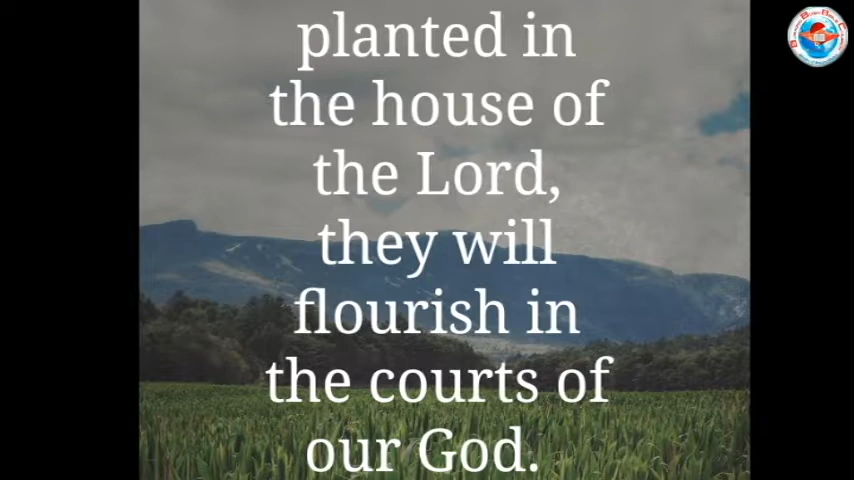 planted in
the house of
the Lord,
they will
flourish in
the courts of
our God.